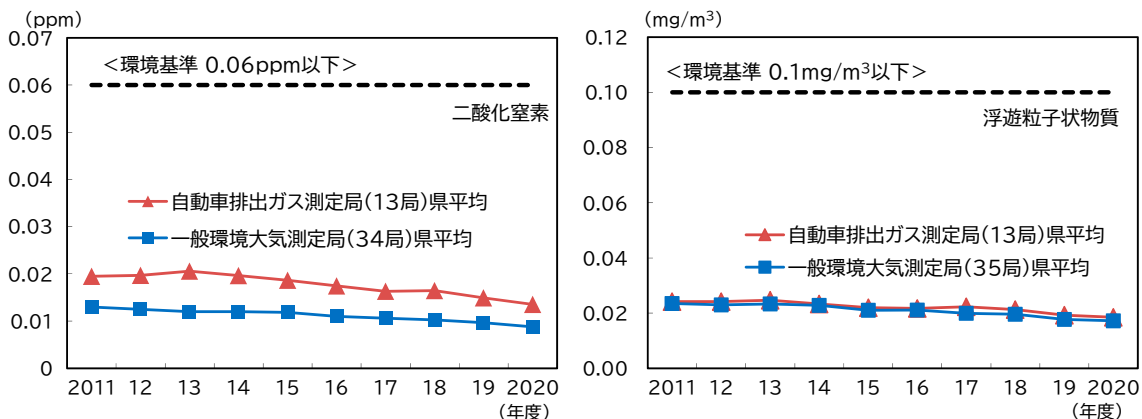 (ppm)
0.07
0.06
0.05
0.04
0.03
0.02
0.01
0
<環境基準 0.06ppm以下>
二酸化窒素
自動車排出ガス測定局(13局)県平均
一般環境大気測定局(34局)県平均
2011 12 13 14 15 16 17 18 19 2020
(年度)
(mg/m³)
0.12
0.10
0.08
0.06
0.04
0.02
0.00
<環境基準 0.1mg/m³以下>
浮遊粒子状物質
自動車排出ガス測定局(13局)県平均
一般環境大気測定局(35局)県平均
2011 12 13 14 15 16 17 18 19 2020
(年度)